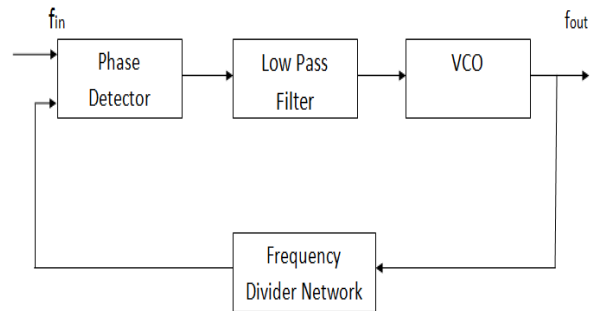 fin
fout
Phase
Detector
Low Pass
Filter
VCO
Frequency
Divider Network